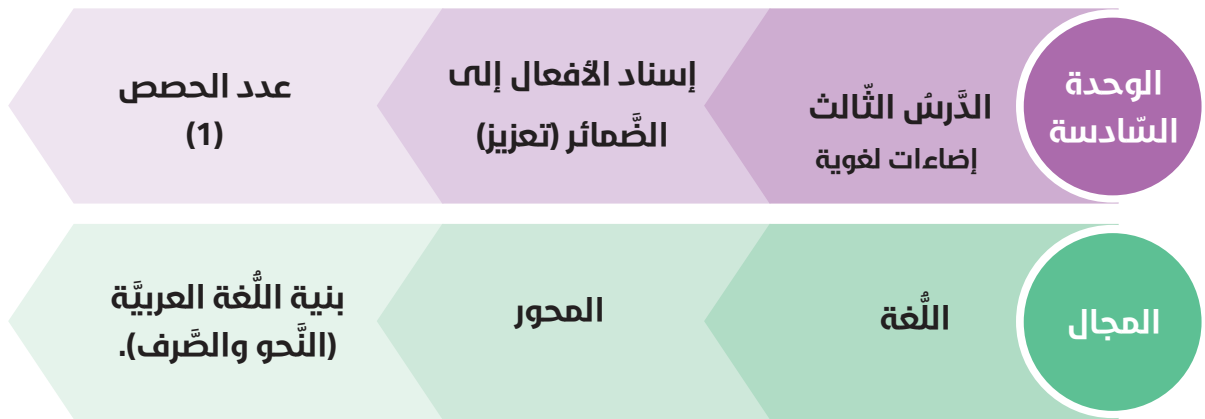 الوحدة
السّادسة
الدَّرسُ الثّالث
إضاءات لغوية
إسناد الأفعال إلى
الضَّمائر (تعزيز)
عدد الحصص
(1)
المجال
اللُّغة
المحور
بنية اللُّغة العربيَّة
(النَّحو والصَّرف).